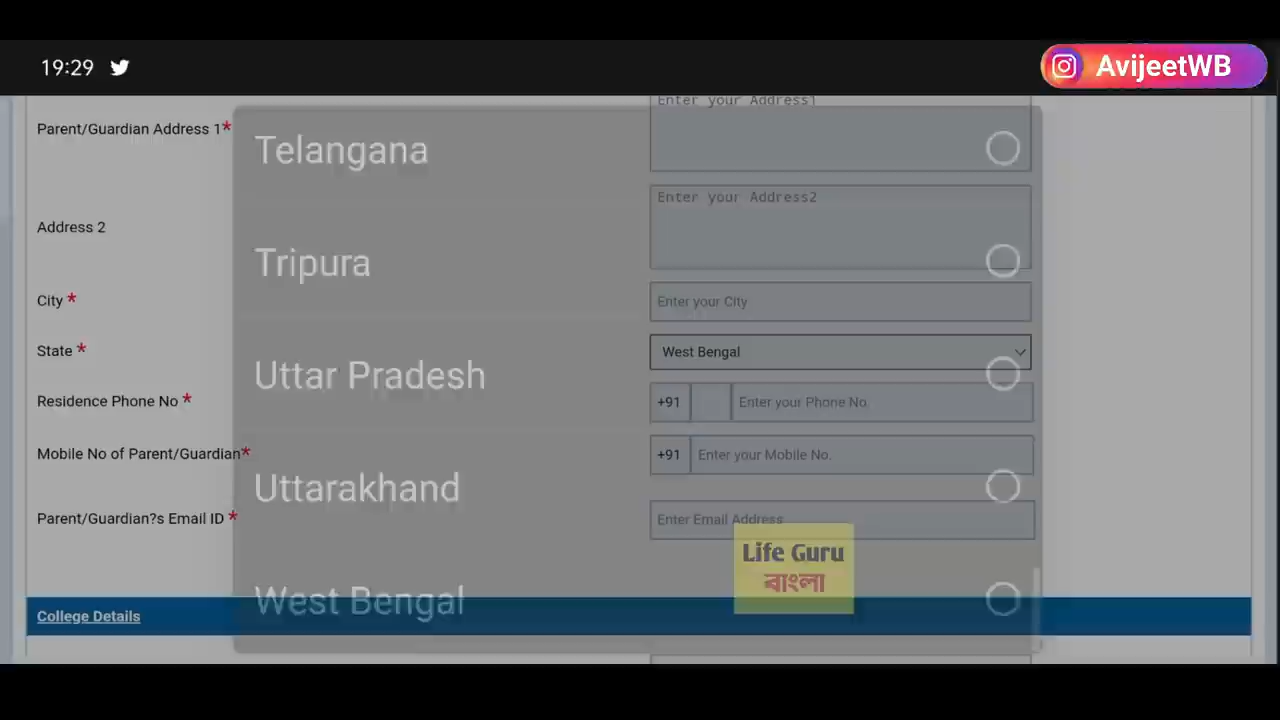 19:29
AvijeetWB
Enter your Address1
Parent/Guardian Address 1*
Telangana
Enter your Address2
Address 2
Tripura
City *
Enter your City
State *
West Bengal
Uttar Pradesh
Residence Phone No *
+91
Enter your Phone No.
Mobile No of Parent/Guardian*
+91
Enter your Mobile No.
Uttarakhand
Parent/Guardian?s Email ID *
Enter Email Address
Life Guru
বাংলা
West Bengal
College Details